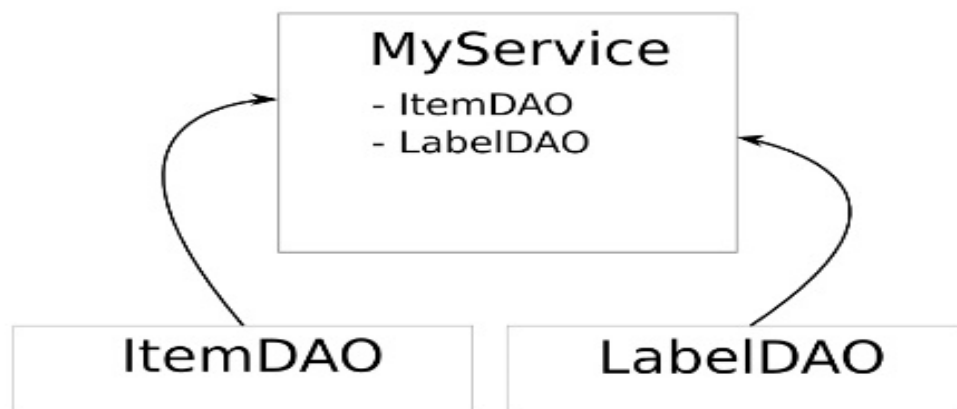 MyService
- ItemDAO
- LabelDAO
ItemDAO
LabelDAO